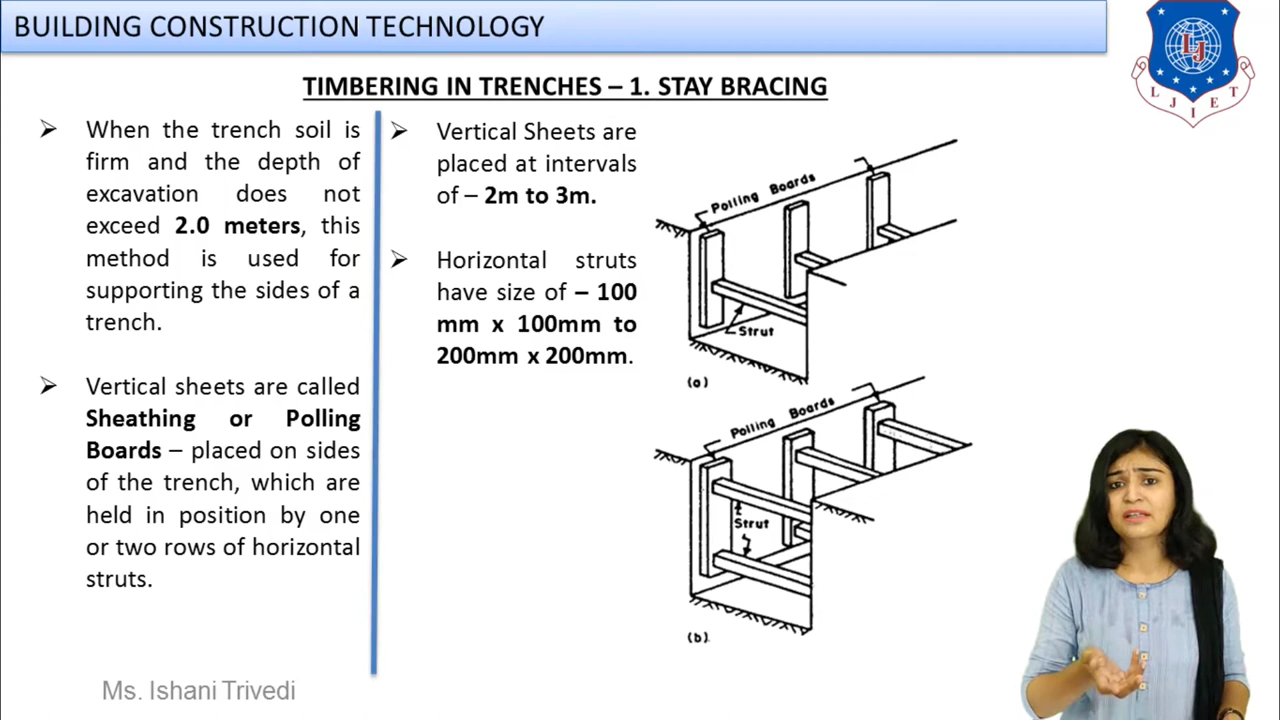 BUILDING CONSTRUCTION TECHNOLOGY
TIMBERING IN TRENCHES – 1. STAY BRACING
When the trench soil is
firm and the depth of
excavation does not
exceed 2.0 meters, this
method is used for
supporting the sides of a
trench.
Vertical sheets are called
Sheathing or Polling
Boards – placed on sides
of the trench, which are
held in position by one
or two rows of horizontal
struts.
Vertical Sheets are
placed at intervals
of – 2m to 3m.
Horizontal struts
have size of – 100
mm x 100mm to
200mm x 200mm.
Polling Boards
Strut
(a)
Polling Boards
Strut
(b)
LJ
L J I E T
Ms. Ishani Trivedi